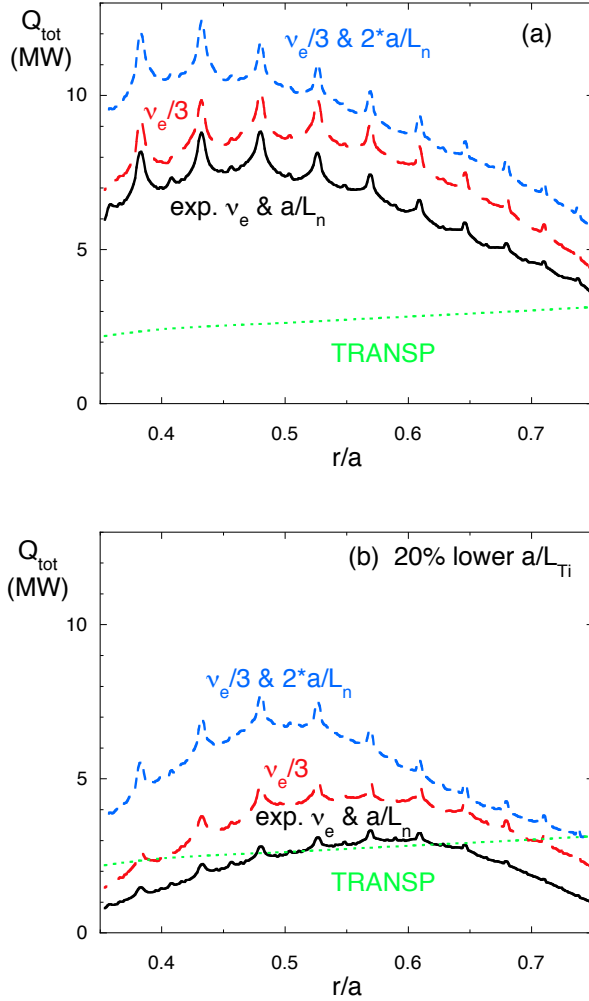 Q_tot
(MW)
(a)
ν_e/3 & 2*a/L_n
10
ν_e/3
exp. ν_e & a/L_n
5
TRANSP
0
0.4 0.5 0.6 0.7
r/a
Q_tot
(MW)
(b) 20% lower a/L_Ti
10
ν_e/3 & 2*a/L_n
ν_e/3
5
exp. ν_e & a/L_n
TRANSP
0
0.4 0.5 0.6 0.7
r/a